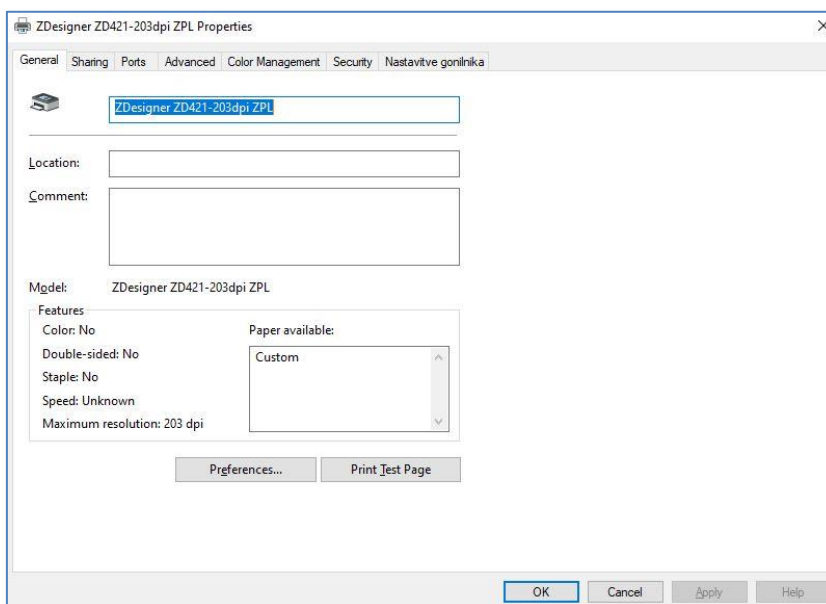 ZDesigner ZD421-203dpi ZPL Properties
General Sharing Ports Advanced Color Management Security Nastavitve gonilnika
ZDesigner ZD421-203dpi ZPL
Location:
Comment:
Model: ZDesigner ZD421-203dpi ZPL
Features
Color: No
Double-sided: No
Staple: No
Speed: Unknown
Maximum resolution: 203 dpi
Paper available:
Custom
Preferences... Print Test Page
OK Cancel Apply Help